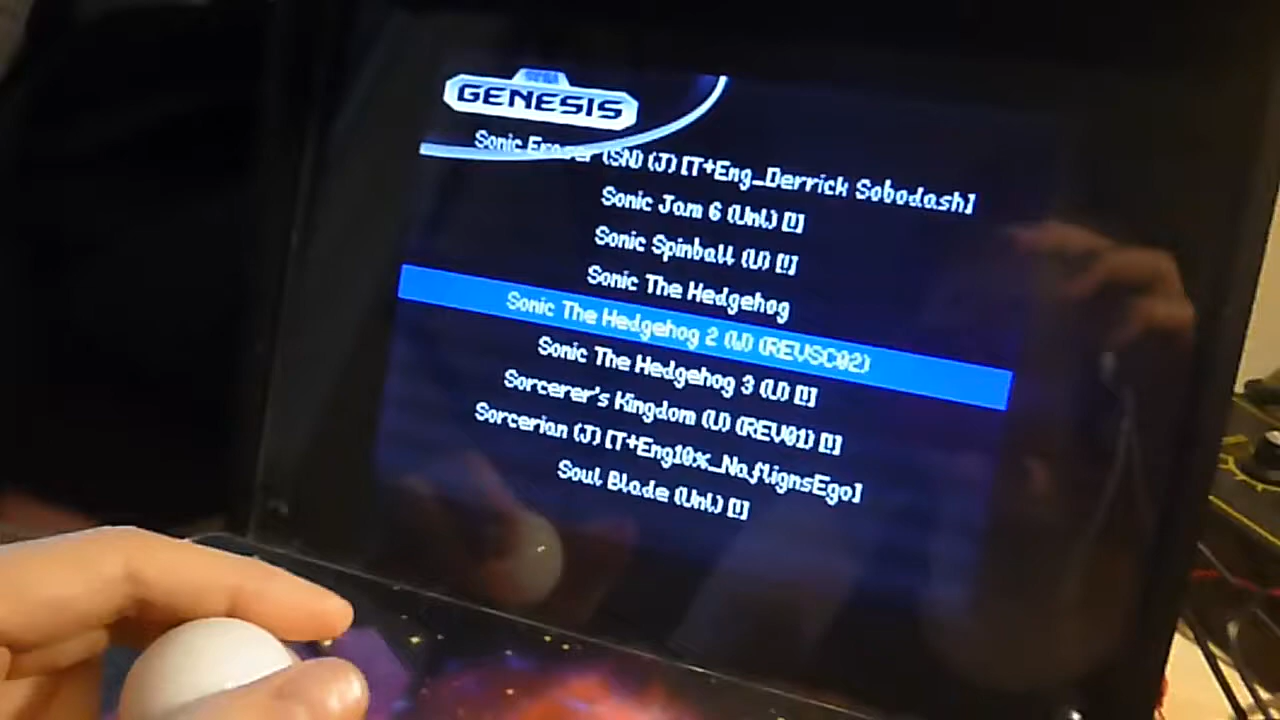 SEGA
GENESIS
Sonic Eraser (SN) (J) [T+Eng_Derrick Sobodash]
Sonic Jam 6 (Unl) [!]
Sonic Spinball (U) [!]
Sonic The Hedgehog
Sonic The Hedgehog 2 (W) (REVSC02)
Sonic The Hedgehog 3 (U) [!]
Sorcerer's Kingdom (U) (REV01) [!]
Sorcerian (J) [T+Eng10%_NaflignsEgo]
Soul Blade (Unl) [!]